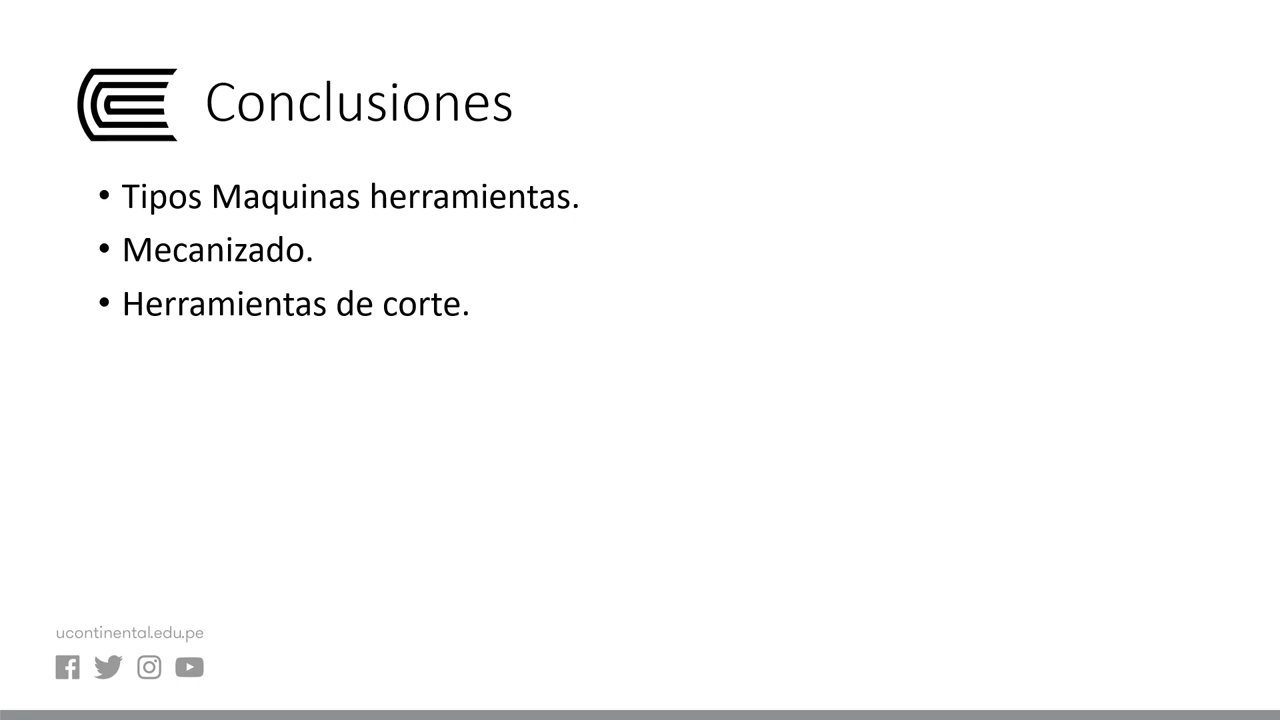 Conclusiones
• Tipos Maquinas herramientas.
• Mecanizado.
• Herramientas de corte.
ucontinental.edu.pe